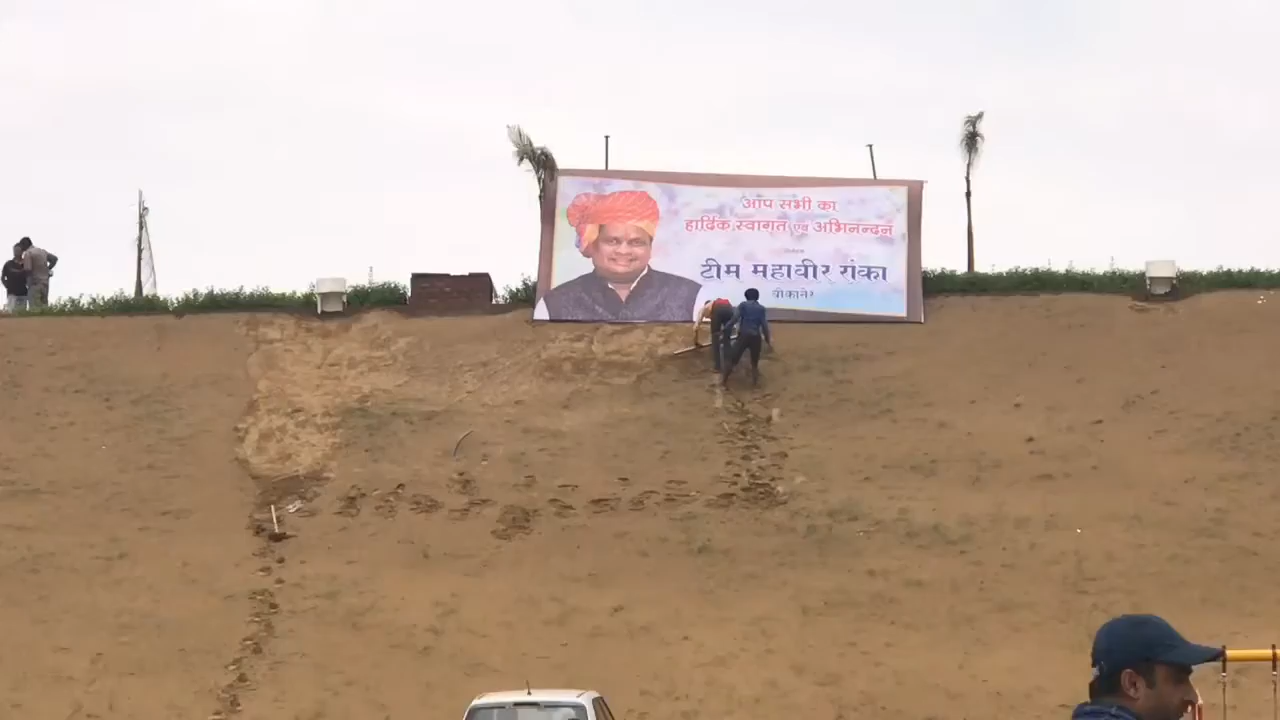 आप सभी का
हार्दिक स्वागत एवं अभिनन्दन
टीम महावीर रांका
बीकानेर